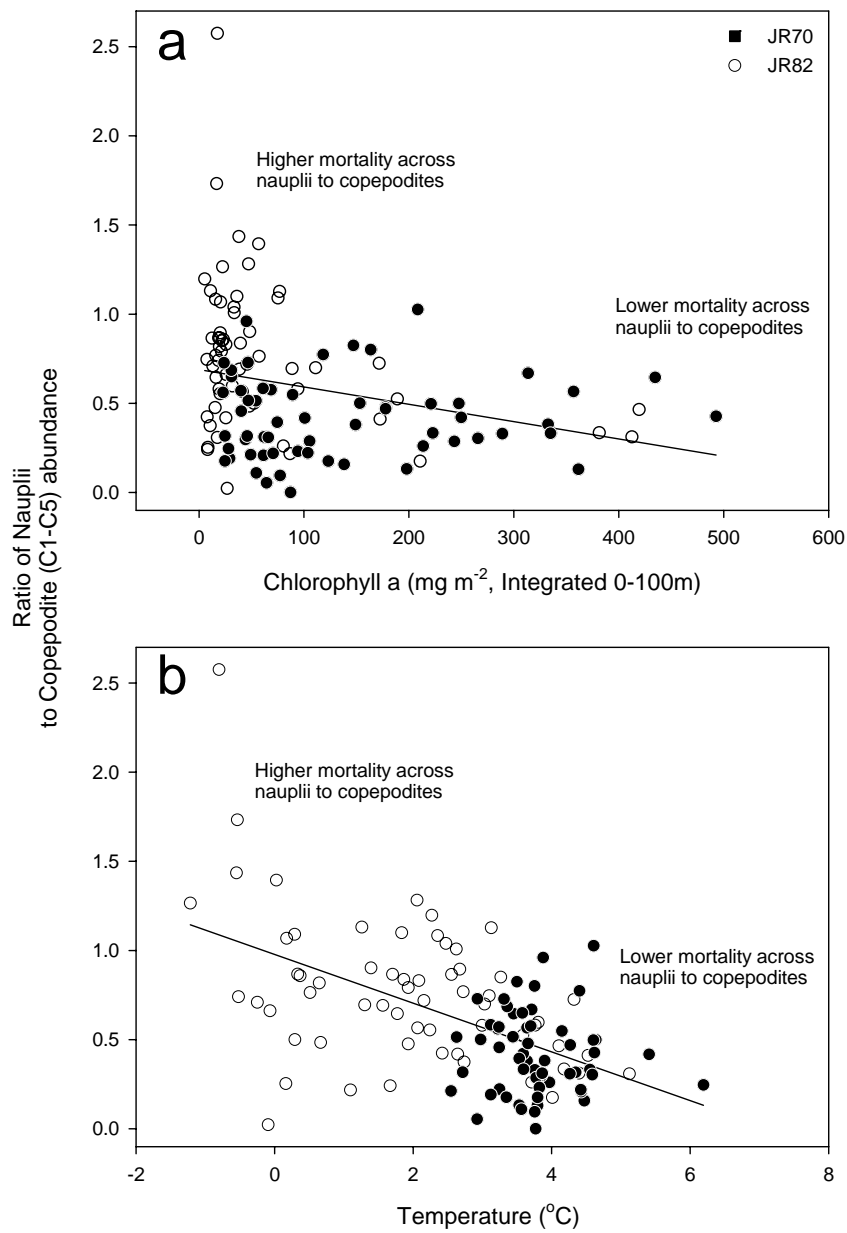 a
JR70
JR82
Higher mortality across
nauplii to copepodites
Lower mortality across
nauplii to copepodites
2.5
2.0
1.5
1.0
0.5
0.0
0 100 200 300 400 500 600
Chlorophyll a (mg m-2, Integrated 0-100m)
Ratio of Nauplii
to Copepodite (C1-C5) abundance
b
Higher mortality across
nauplii to copepodites
Lower mortality across
nauplii to copepodites
2.5
2.0
1.5
1.0
0.5
0.0
-2 0 2 4 6 8
Temperature (oC)